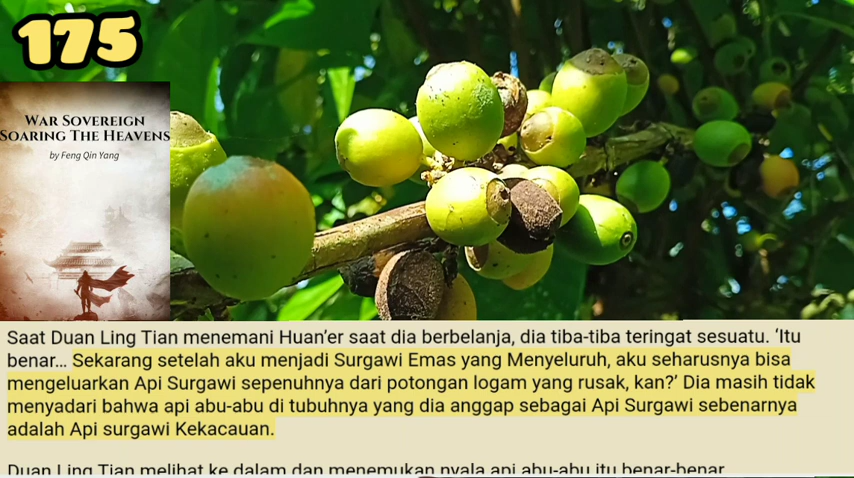 175
WAR SOVEREIGN
SOARING THE HEAVENS
by Feng Qin Yang
Saat Duan Ling Tian menemani Huan’er saat dia berbelanja, dia tiba-tiba teringat sesuatu. ‘Itu
benar… Sekarang setelah aku menjadi Surgawi Emas yang Menyeluruh, aku seharusnya bisa
mengeluarkan Api Surgawi sepenuhnya dari potongan logam yang rusak, kan?’ Dia masih tidak
menyadari bahwa api abu-abu di tubuhnya yang dia anggap sebagai Api Surgawi sebenarnya
adalah Api surgawi Kekacauan.
Duan Ling Tian melihat ke dalam dan menemukan nyala api abu-abu itu benar-benar